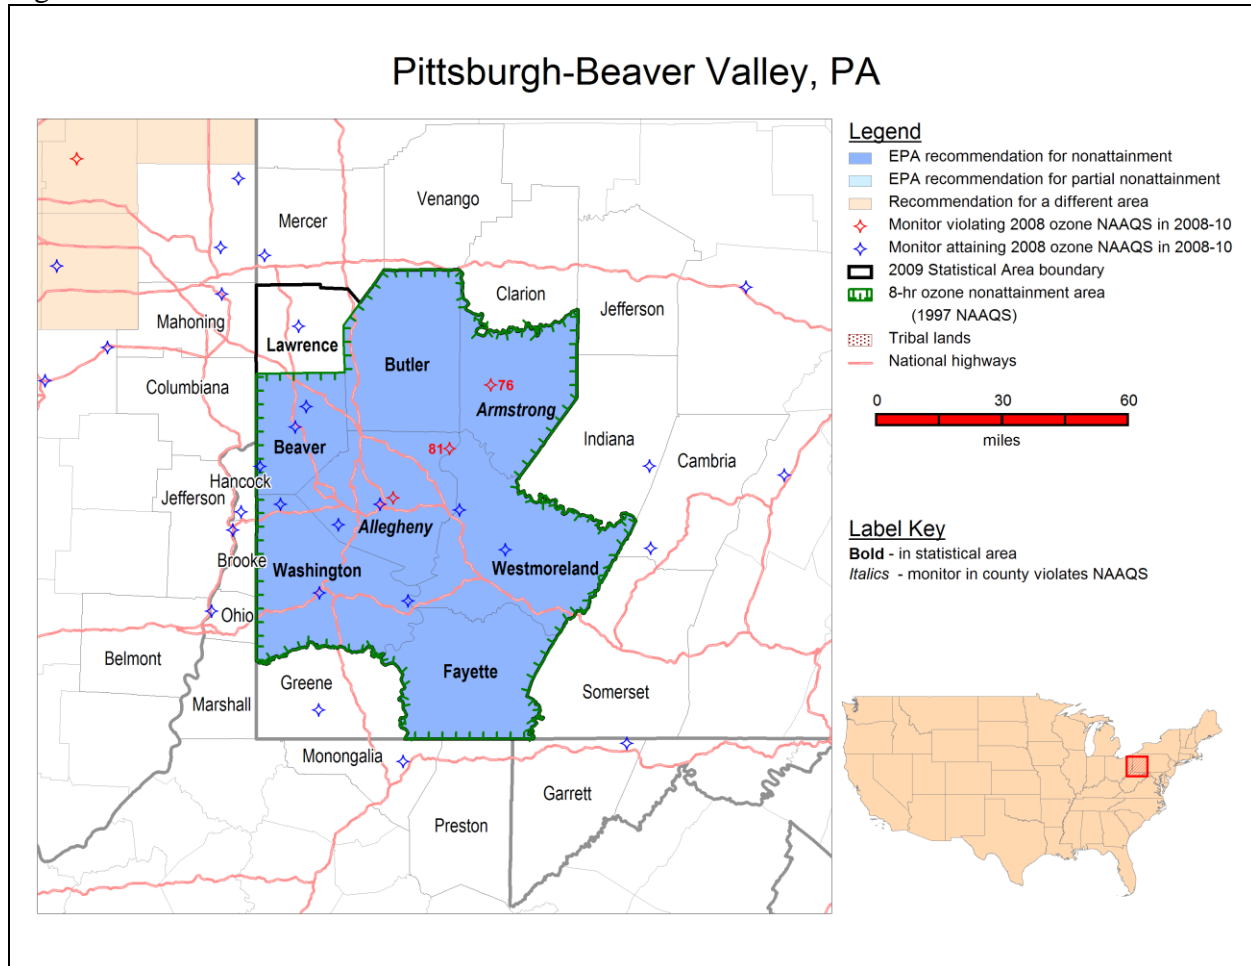 Pittsburgh-Beaver Valley, PA
Legend
EPA recommendation for nonattainment
EPA recommendation for partial nonattainment
Recommendation for a different area
Monitor violating 2008 ozone NAAQS in 2008-10
Monitor attaining 2008 ozone NAAQS in 2008-10
2009 Statistical Area boundary
8-hr ozone nonattainment area
(1997 NAAQS)
Tribal lands
National highways
0 30 60
miles
Label Key
Bold - in statistical area
Italics - monitor in county violates NAAQS
Venango
Mercer
Clarion
Jefferson
Mahoning
Lawrence
Butler
Columbiana
76
Armstrong
Indiana
Beaver
81
Cambria
Hancock
Jefferson
Allegheny
Brooke
Washington
Westmoreland
Ohio
Belmont
Fayette
Greene
Somerset
Marshall
Monongalia
Garrett
Preston